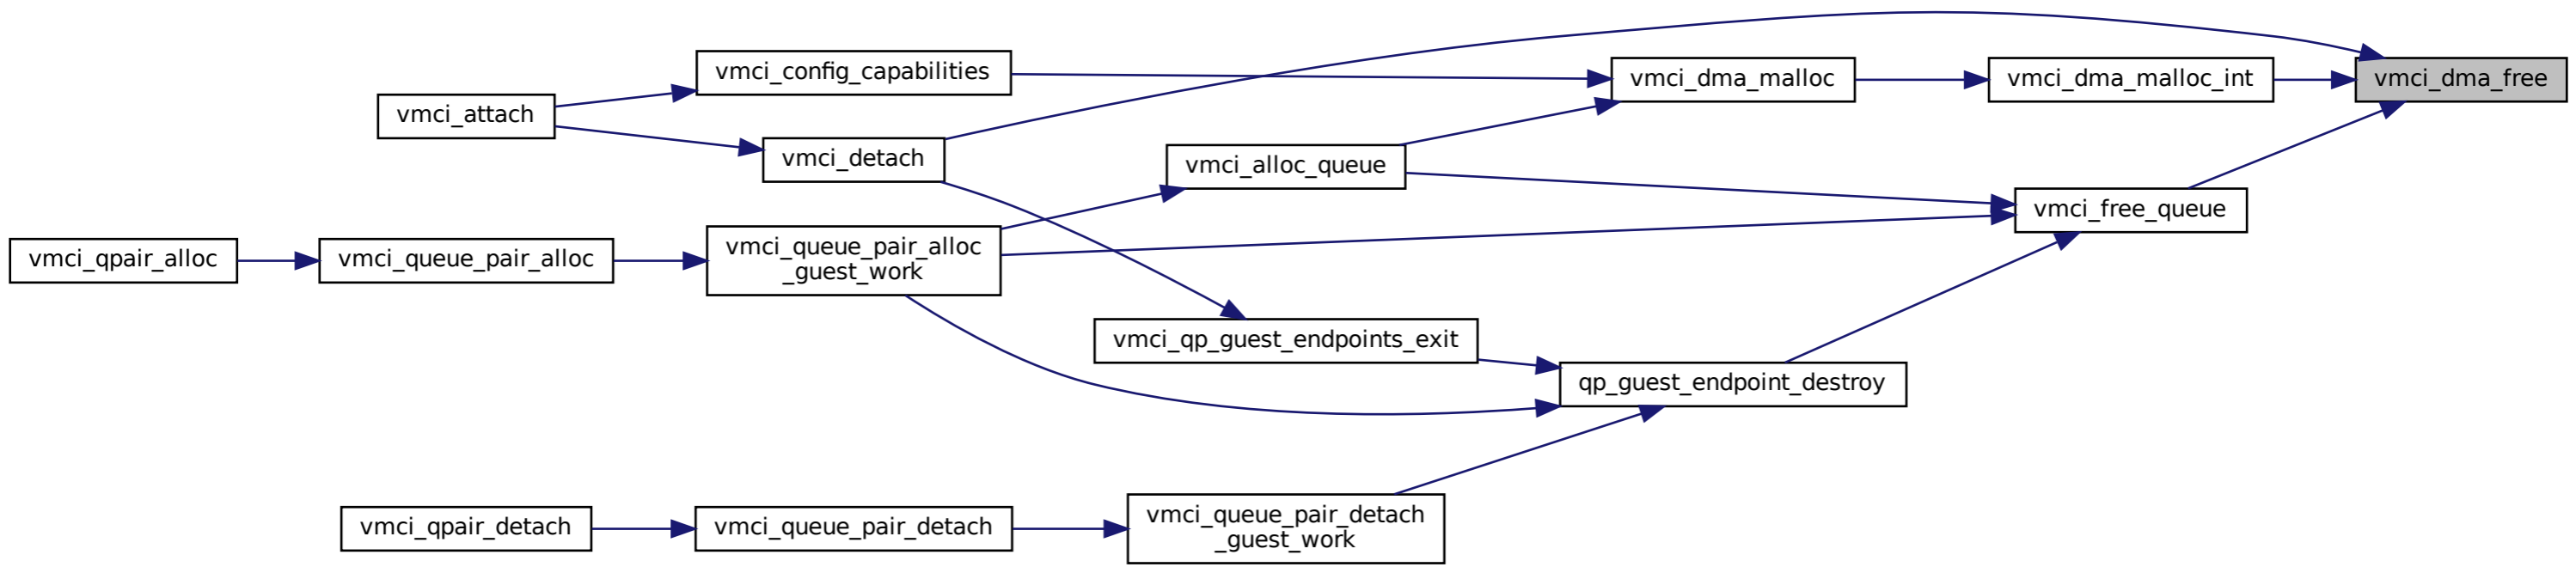 vmci_config_capabilities
vmci_dma_malloc
vmci_dma_malloc_int
vmci_dma_free
vmci_attach
vmci_detach
vmci_alloc_queue
vmci_free_queue
vmci_qpair_alloc
vmci_queue_pair_alloc
vmci_queue_pair_alloc
_guest_work
vmci_qp_guest_endpoints_exit
qp_guest_endpoint_destroy
vmci_qpair_detach
vmci_queue_pair_detach
vmci_queue_pair_detach
_guest_work